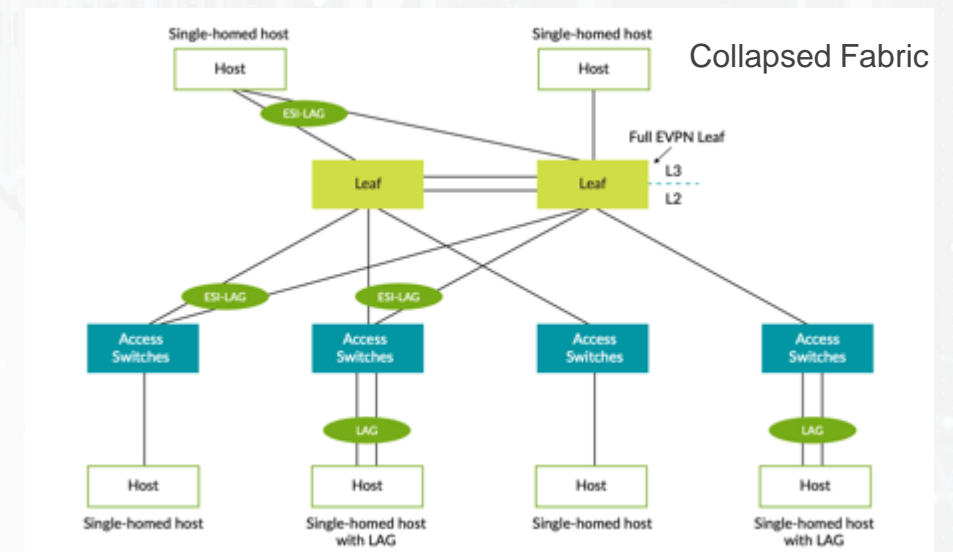 Single-homed host
Single-homed host
Collapsed Fabric
Host
Host
ESI-LAG
Full EVPN Leaf
Leaf
Leaf
L3
L2
ESI-LAG
ESI-LAG
Access
Switches
Access
Switches
Access
Switches
Access
Switches
LAG
LAG
Host
Host
Host
Host
Single-homed host
Single-homed host
with LAG
Single-homed host
Single-homed host
with LAG